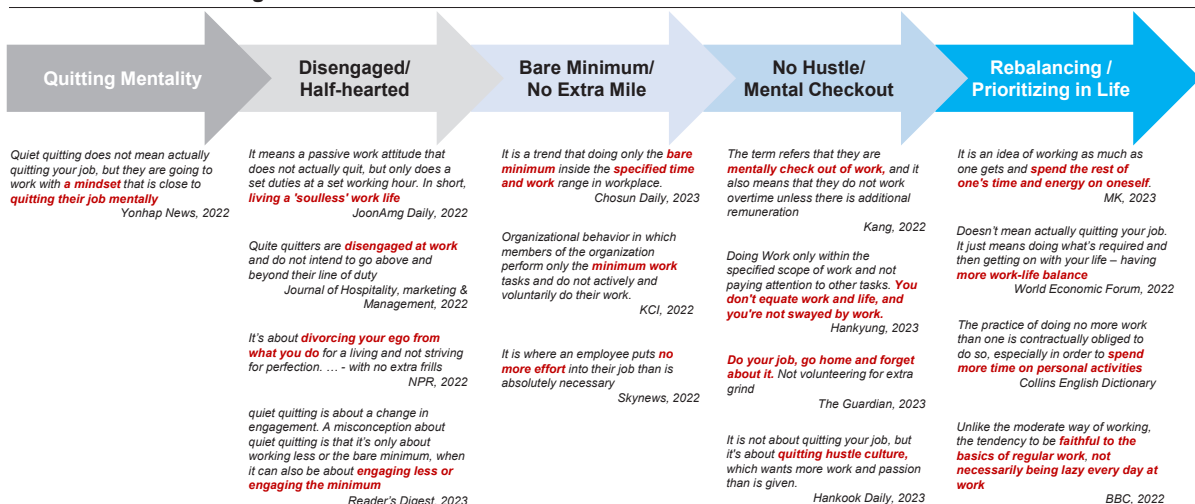 Quitting Mentality
Disengaged/
Half-hearted
Bare Minimum/
No Extra Mile
No Hustle/
Mental Checkout
Rebalancing /
Prioritizing in Life
Quiet quitting does not mean actually
quitting your job, but they are going to
work with a mindset that is close to
quitting their job mentally
Yonhap News, 2022
It means a passive work attitude that
does not actually quit, but only does a
set duties at a set working hour. In short,
living a 'soulless' work life
JoonAmg Daily, 2022
Quite quitters are disengaged at work
and do not intend to go above and
beyond their line of duty
Journal of Hospitality, marketing &
Management, 2022
It's about divorcing your ego from
what you do for a living and not striving
for perfection. … - with no extra frills
NPR, 2022
quiet quitting is about a change in
engagement. A misconception about
quiet quitting is that it's only about
working less or the bare minimum, when
it can also be about engaging less or
engaging the minimum
Reader's Digest, 2023
It is a trend that doing only the bare
minimum inside the specified time
and work range in workplace.
Chosun Daily, 2023
Organizational behavior in which
members of the organization
perform only the minimum work
tasks and do not actively and
voluntarily do their work.
KCI, 2022
It is where an employee puts no
more effort into their job than is
absolutely necessary
Skynews, 2022
The term refers that they are
mentally check out of work, and it
also means that they do not work
overtime unless there is additional
remuneration
Kang, 2022
Doing Work only within the
specified scope of work and not
paying attention to other tasks. You
don't equate work and life, and
you're not swayed by work.
Hankyung, 2023
Do your job, go home and forget
about it. Not volunteering for extra
grind
The Guardian, 2023
It is not about quitting your job, but
it's about quitting hustle culture,
which wants more work and passion
than is given.
Hankook Daily, 2023
It is an idea of working as much as
one gets and spend the rest of
one's time and energy on oneself.
MK, 2023
Doesn't mean actually quitting your job.
It just means doing what's required and
then getting on with your life – having
more work-life balance
World Economic Forum, 2022
The practice of doing no more work
than one is contractually obliged to
do so, especially in order to spend
more time on personal activities
Collins English Dictionary
Unlike the moderate way of working,
the tendency to be faithful to the
basics of regular work, not
necessarily being lazy every day at
work
BBC, 2022